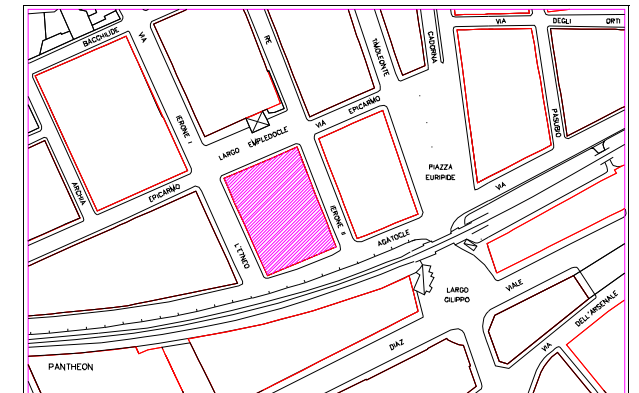 BACCHILIDE
VIA
IERONE I
RE
TIMOLEONTE
CADORNA
VIA DEGLI ORTI
PASUBIO
VIA EPICARMO
LARGO EMPLEDOCLE
ARCHIA
EPICARMO
L'ETNEO
IERONE II
PIAZZA
EURIPIDE
VIA
AGATOCLE
LARGO
GILIPPO
VIALE
DELL'ARSENALE
VIA
DIAZ
PANTHEON